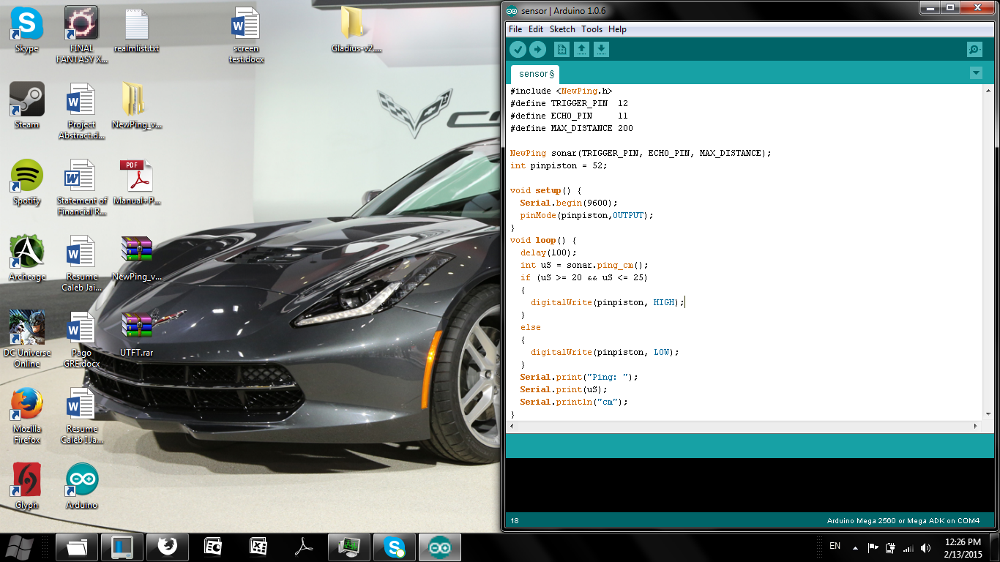 Skype
FINAL
FANTASY X...
realmlist.txt
screen
test.docx
Gladius-v2....
Steam
Project
Abstract.d...
NewPing_v...
Spotify
Statement of
Financial R...
PDF
Manual+P...
Archeage
Resume
Caleb Jai...
NewPing_v...
DC Universe
Online
Pago
GRE.docx
UTFT.rar
Mozilla
Firefox
Resume
Caleb I Ja...
Glyph
Arduino
sensor | Arduino 1.0.6
File Edit Sketch Tools Help
sensor §
#include <NewPing.h>
#define TRIGGER_PIN  12
#define ECHO_PIN     11
#define MAX_DISTANCE 200
NewPing sonar(TRIGGER_PIN, ECHO_PIN, MAX_DISTANCE);
int pinpiston = 52;
void setup() {
  Serial.begin(9600);
  pinMode(pinpiston,OUTPUT);
}
void loop() {
  delay(100);
  int uS = sonar.ping_cm();
  if (uS >= 20 && uS <= 25)
  {
    digitalWrite(pinpiston, HIGH);
  }
  else
  {
    digitalWrite(pinpiston, LOW);
  }
  Serial.print("Ping: ");
  Serial.print(uS);
  Serial.println("cm");
}
18
Arduino Mega 2560 or Mega ADK on COM4
EN
12:26 PM
2/13/2015